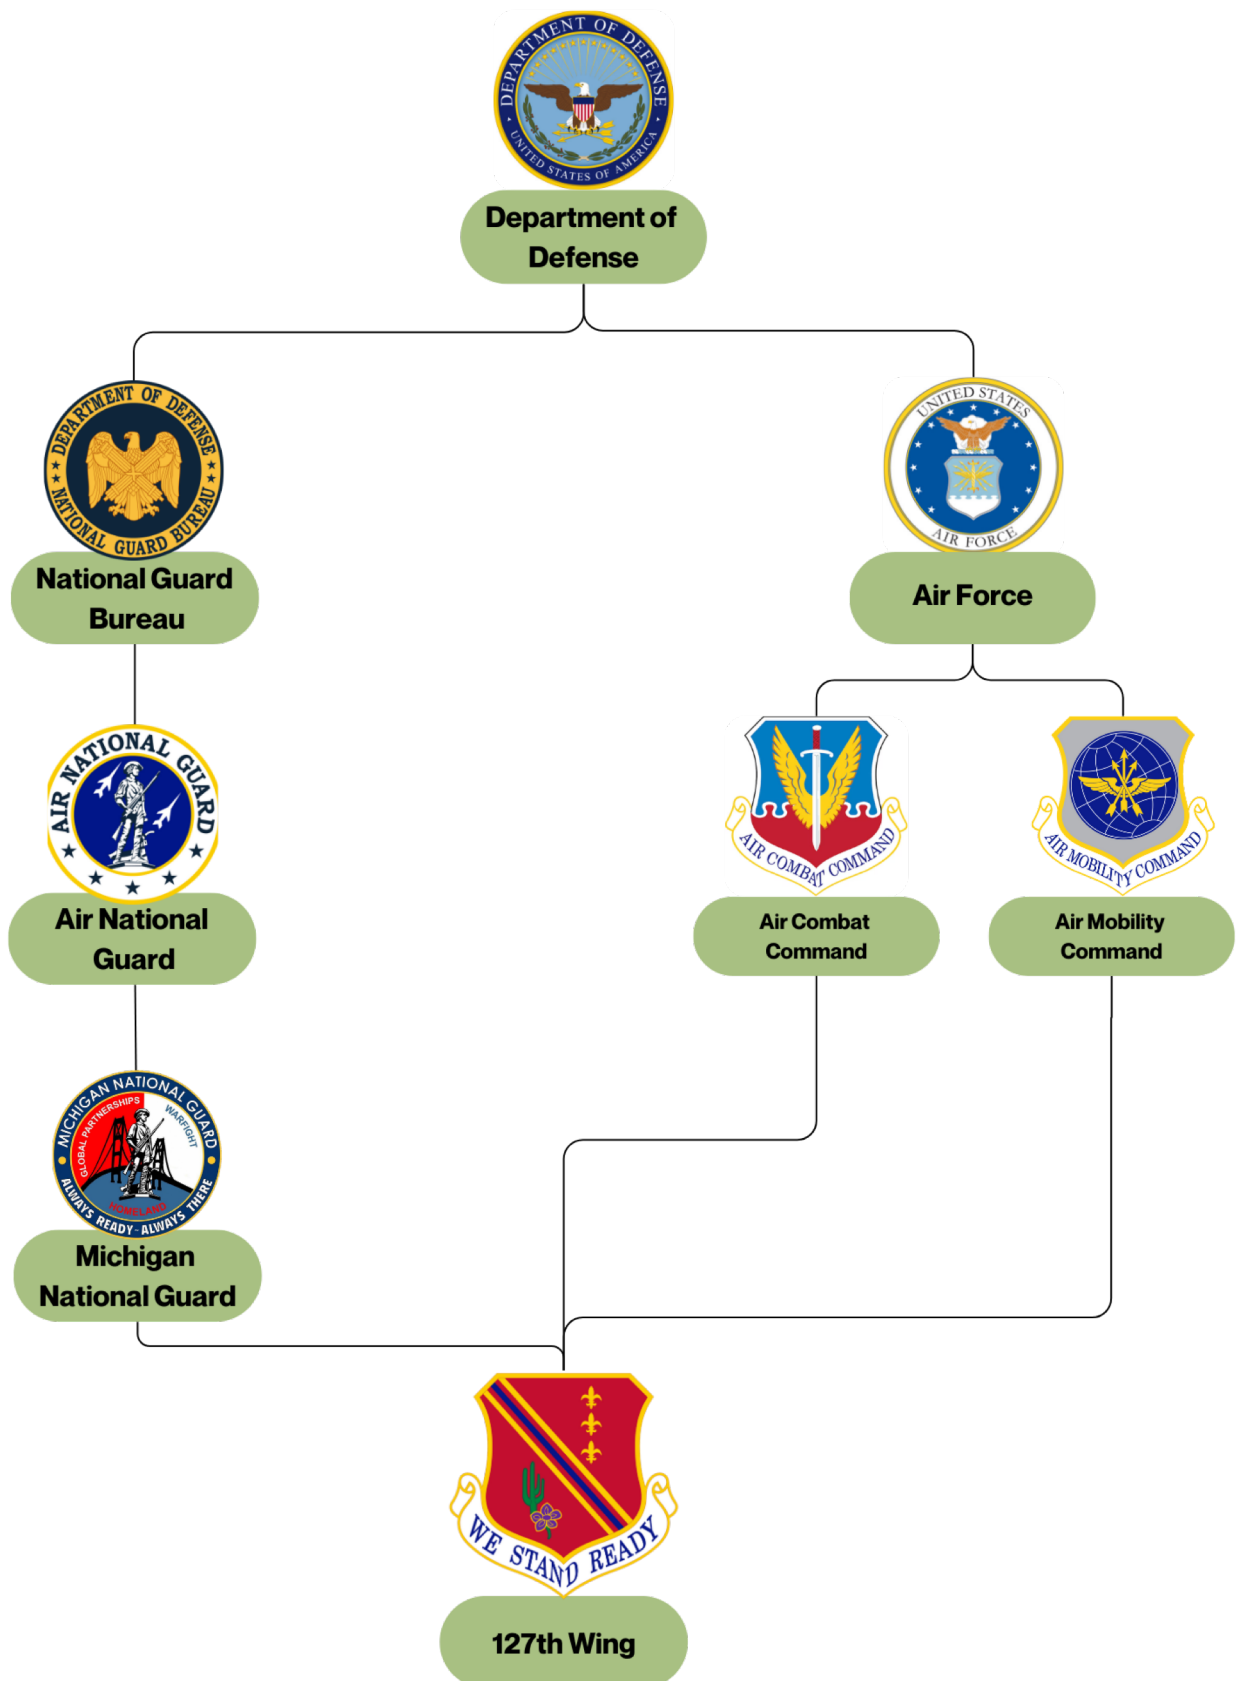 DEPARTMENT OF DEFENSE
UNITED STATES OF AMERICA
Department of
Defense
DEPARTMENT OF DEFENSE
NATIONAL GUARD BUREAU
National Guard
Bureau
UNITED STATES
AIR FORCE
Air Force
AIR NATIONAL GUARD
Air National
Guard
AIR COMBAT COMMAND
Air Combat
Command
AIR MOBILITY COMMAND
Air Mobility
Command
MICHIGAN NATIONAL GUARD
GLOBAL PARTNERSHIPS
WARFIGHT
HOMELAND
ALWAYS READY-ALWAYS THERE
Michigan
National Guard
WE STAND READY
127th Wing